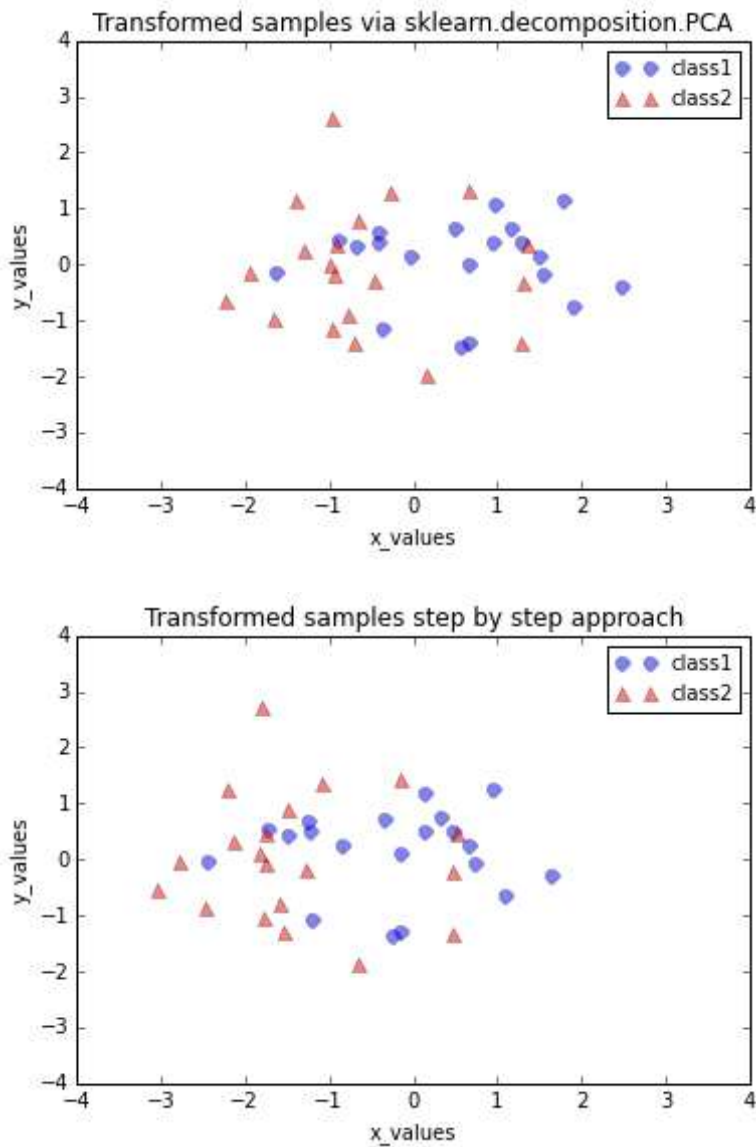 Transformed samples via sklearn.decomposition.PCA
4
class1
class2
3
2
1
0
−1
−2
−3
−4
y_values
−4 −3 −2 −1 0 1 2 3 4
x_values
Transformed samples step by step approach
4
class1
class2
3
2
1
0
−1
−2
−3
−4
y_values
−4 −3 −2 −1 0 1 2 3 4
x_values